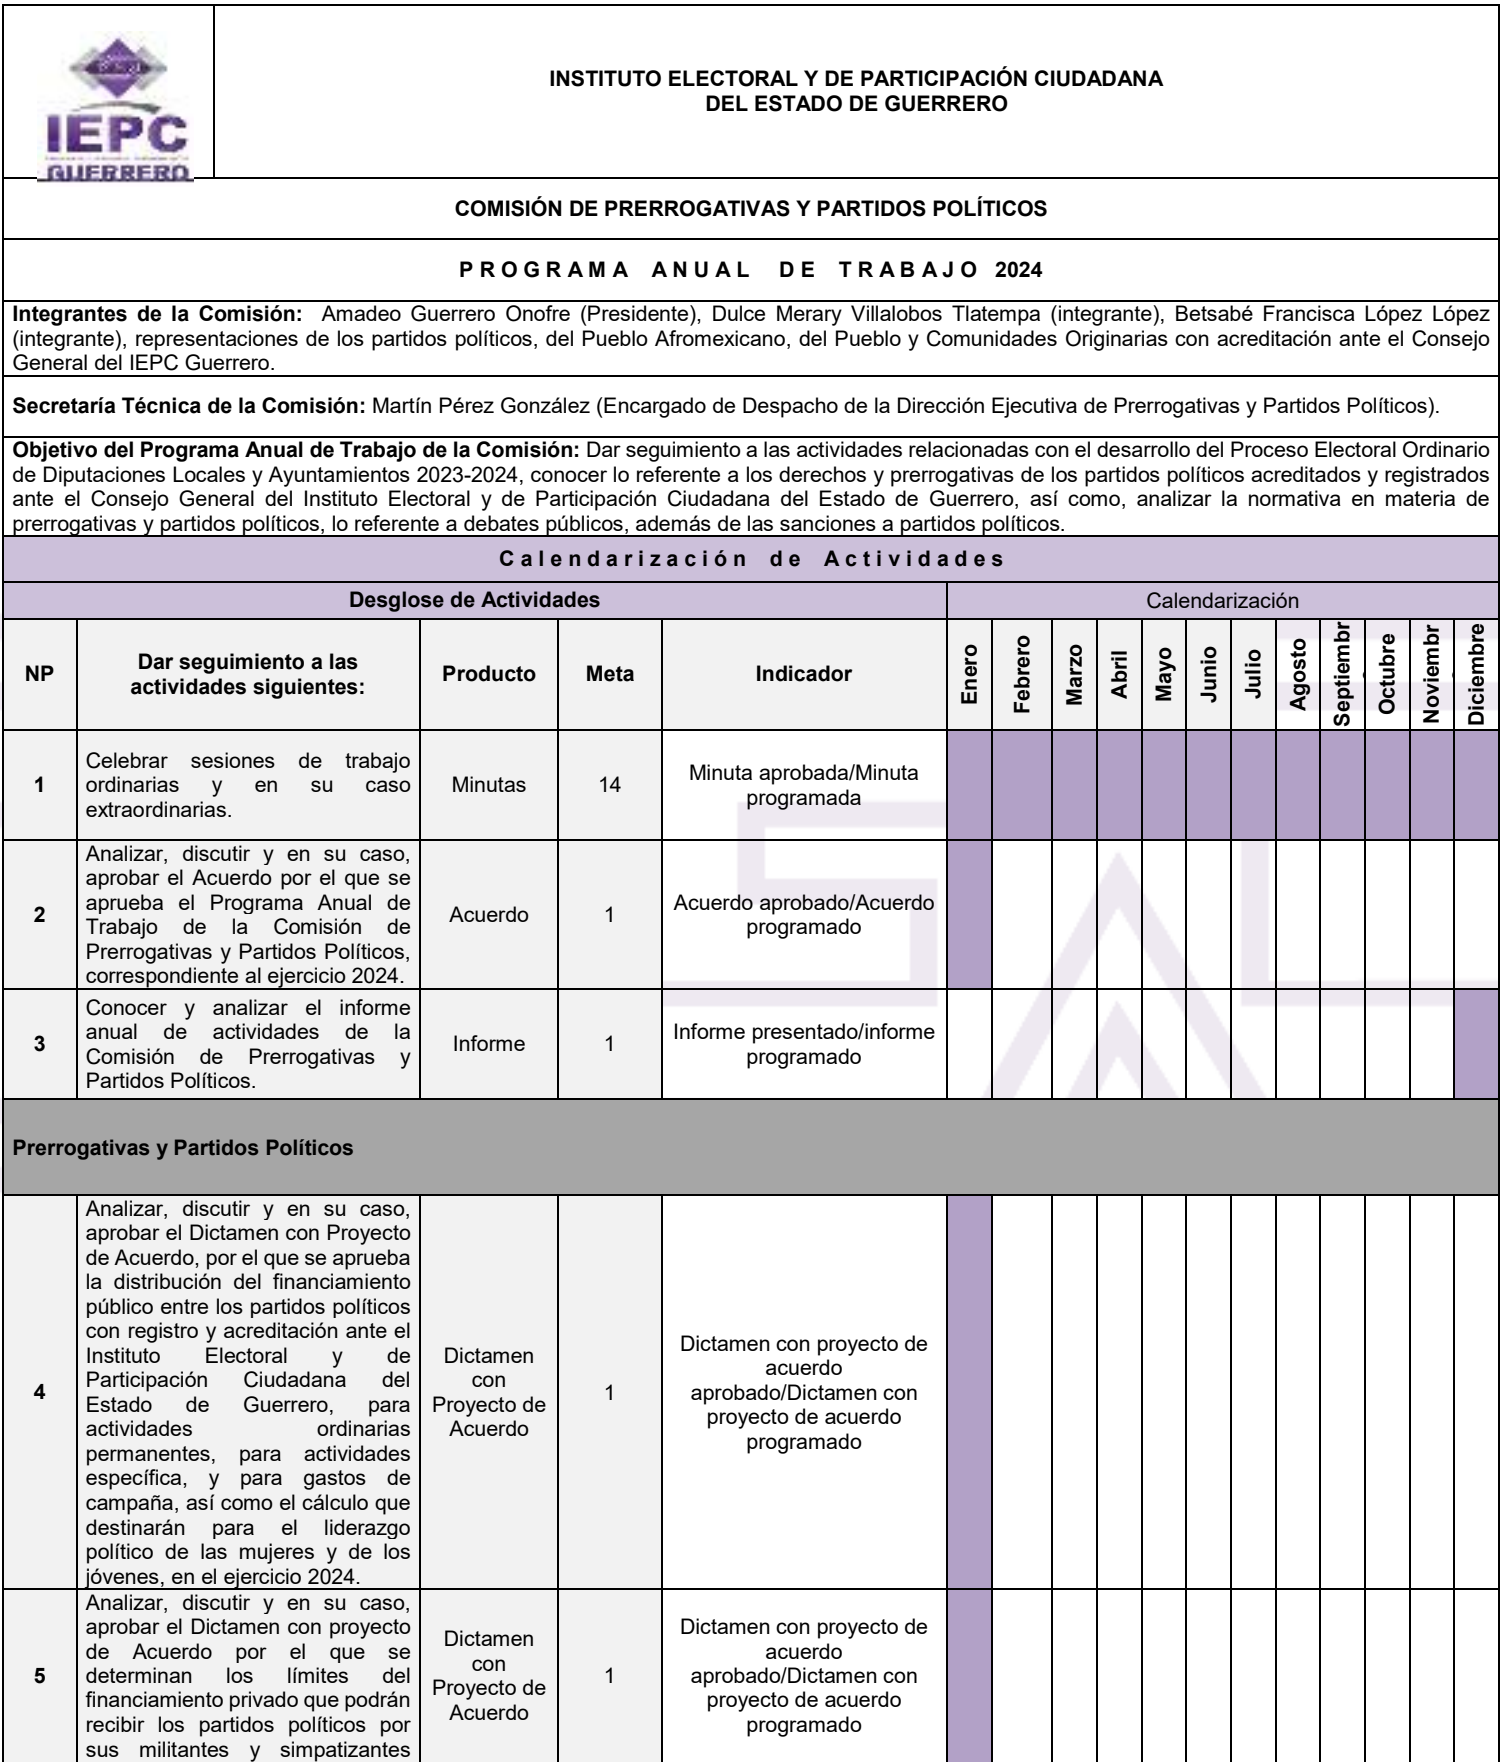 IEPC
GUERRERO
INSTITUTO ELECTORAL Y DE PARTICIPACIÓN CIUDADANA
DEL ESTADO DE GUERRERO
COMISIÓN DE PRERROGATIVAS Y PARTIDOS POLÍTICOS
P R O G R A M A   A N U A L   D E   T R A B A J O  2024
Integrantes de la Comisión: Amadeo Guerrero Onofre (Presidente), Dulce Merary Villalobos Tlatempa (integrante), Betsabé Francisca López López
(integrante), representaciones de los partidos políticos, del Pueblo Afromexicano, del Pueblo y Comunidades Originarias con acreditación ante el Consejo
General del IEPC Guerrero.
Secretaría Técnica de la Comisión: Martín Pérez González (Encargado de Despacho de la Dirección Ejecutiva de Prerrogativas y Partidos Políticos).
Objetivo del Programa Anual de Trabajo de la Comisión: Dar seguimiento a las actividades relacionadas con el desarrollo del Proceso Electoral Ordinario
de Diputaciones Locales y Ayuntamientos 2023-2024, conocer lo referente a los derechos y prerrogativas de los partidos políticos acreditados y registrados
ante el Consejo General del Instituto Electoral y de Participación Ciudadana del Estado de Guerrero, así como, analizar la normativa en materia de
prerrogativas y partidos políticos, lo referente a debates públicos, además de las sanciones a partidos políticos.
C a l e n d a r i z a c i ó n   d e   A c t i v i d a d e s
Desglose de Actividades
Calendarización
NP
Dar seguimiento a las
actividades siguientes:
Producto
Meta
Indicador
Enero
Febrero
Marzo
Abril
Mayo
Junio
Julio
Agosto
Septiembr
Octubre
Noviembr
Diciembre
1
Celebrar sesiones de trabajo
ordinarias y en su caso
extraordinarias.
Minutas
14
Minuta aprobada/Minuta
programada
2
Analizar, discutir y en su caso,
aprobar el Acuerdo por el que se
aprueba el Programa Anual de
Trabajo de la Comisión de
Prerrogativas y Partidos Políticos,
correspondiente al ejercicio 2024.
Acuerdo
1
Acuerdo aprobado/Acuerdo
programado
3
Conocer y analizar el informe
anual de actividades de la
Comisión de Prerrogativas y
Partidos Políticos.
Informe
1
Informe presentado/informe
programado
Prerrogativas y Partidos Políticos
4
Analizar, discutir y en su caso,
aprobar el Dictamen con Proyecto
de Acuerdo, por el que se aprueba
la distribución del financiamiento
público entre los partidos políticos
con registro y acreditación ante el
Instituto Electoral y de
Participación Ciudadana del
Estado de Guerrero, para
actividades ordinarias
permanentes, para actividades
específica, y para gastos de
campaña, así como el cálculo que
destinarán para el liderazgo
político de las mujeres y de los
jóvenes, en el ejercicio 2024.
Dictamen
con
Proyecto de
Acuerdo
1
Dictamen con proyecto de
acuerdo
aprobado/Dictamen con
proyecto de acuerdo
programado
5
Analizar, discutir y en su caso,
aprobar el Dictamen con proyecto
de Acuerdo por el que se
determinan los límites del
financiamiento privado que podrán
recibir los partidos políticos por
sus militantes y simpatizantes
Dictamen
con
Proyecto de
Acuerdo
1
Dictamen con proyecto de
acuerdo
aprobado/Dictamen con
proyecto de acuerdo
programado